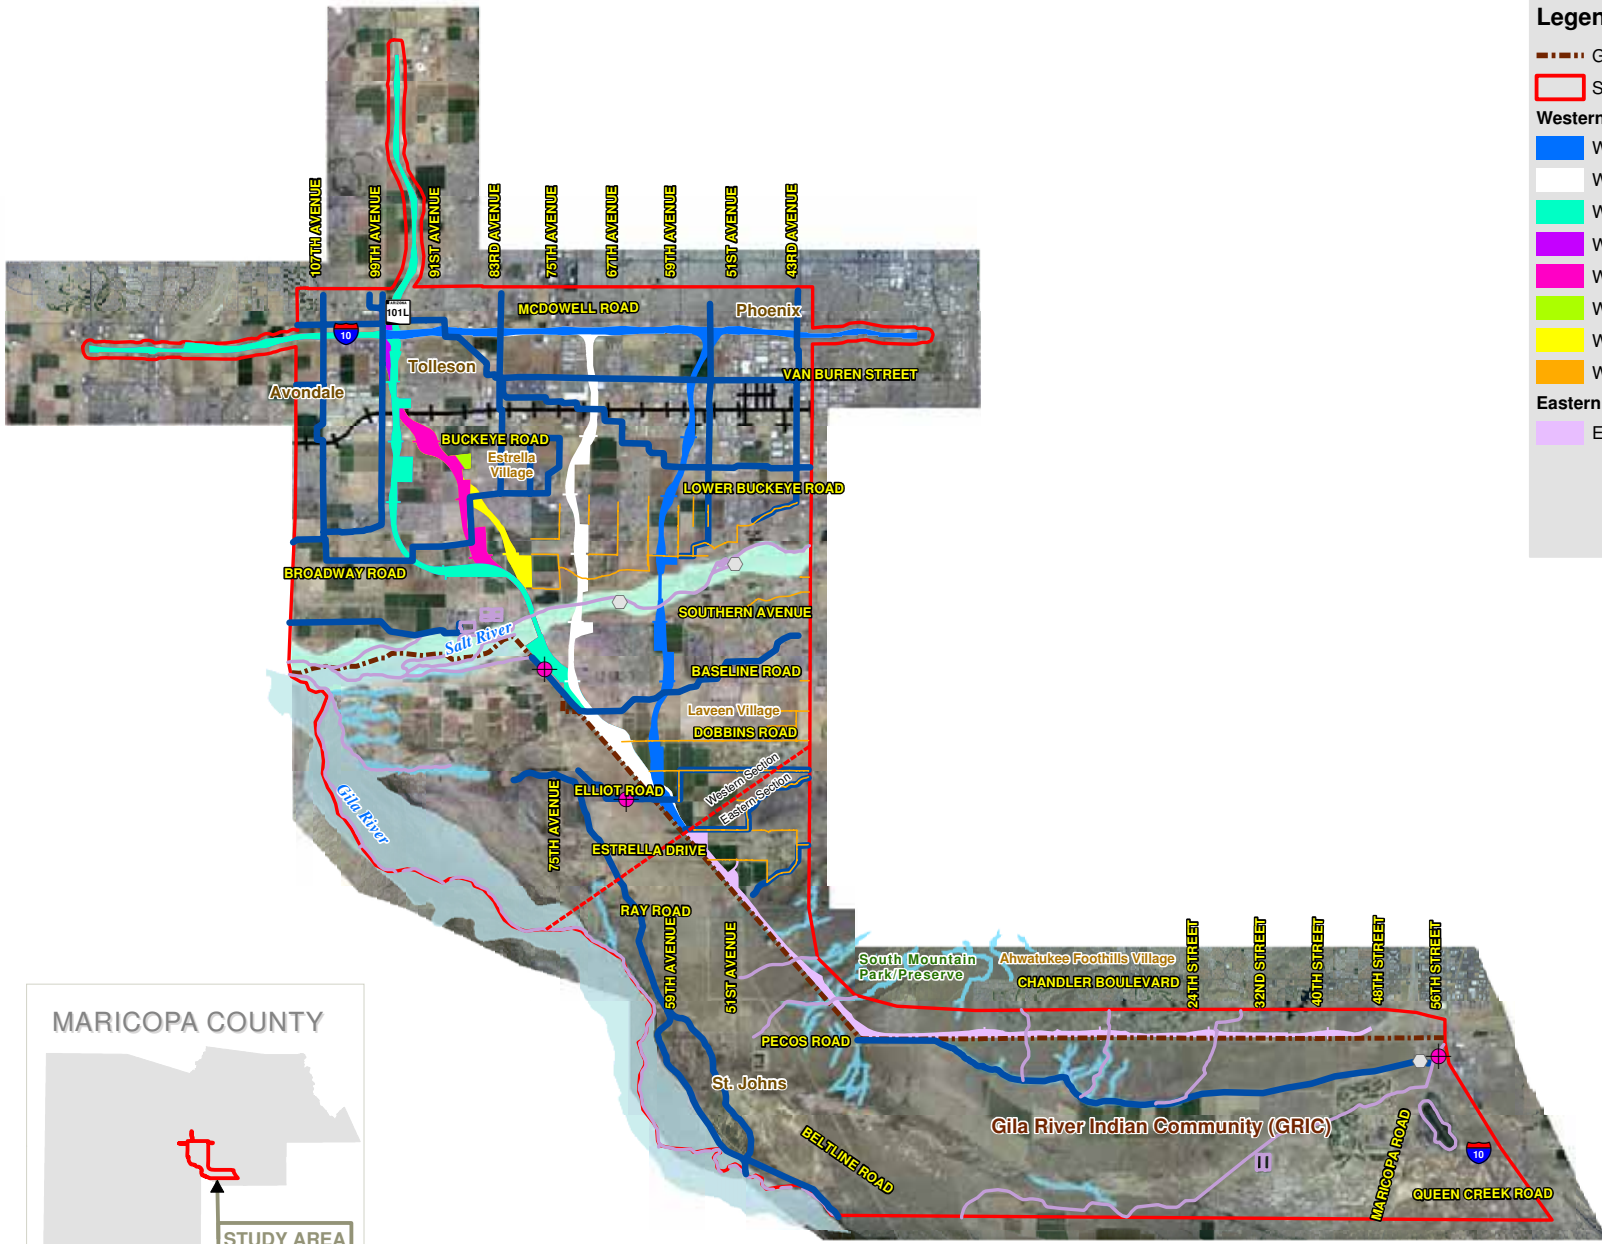 Legen
G
S
Western
W
W
W
W
W
W
W
W
Eastern
E
107TH AVENUE
99TH AVENUE
91ST AVENUE
83RD AVENUE
75TH AVENUE
67TH AVENUE
59TH AVENUE
51ST AVENUE
43RD AVENUE
MCDOWELL ROAD
Phoenix
ARIZONA
101L
10
Tolleson
VAN BUREN STREET
Avondale
BUCKEYE ROAD
Estrella
Village
LOWER BUCKEYE ROAD
BROADWAY ROAD
SOUTHERN AVENUE
Salt River
BASELINE ROAD
Laveen Village
DOBBINS ROAD
Western Section
Eastern Section
ELLIOT ROAD
Gila River
75TH AVENUE
ESTRELLA DRIVE
RAY ROAD
59TH AVENUE
51ST AVENUE
South Mountain
Park/Preserve
Ahwatukee Foothills Village
CHANDLER BOULEVARD
24TH STREET
32ND STREET
40TH STREET
48TH STREET
56TH STREET
PECOS ROAD
St. Johns
Gila River Indian Community (GRIC)
BELTLINE ROAD
MARICOPA ROAD
10
QUEEN CREEK ROAD
MARICOPA COUNTY
STUDY AREA